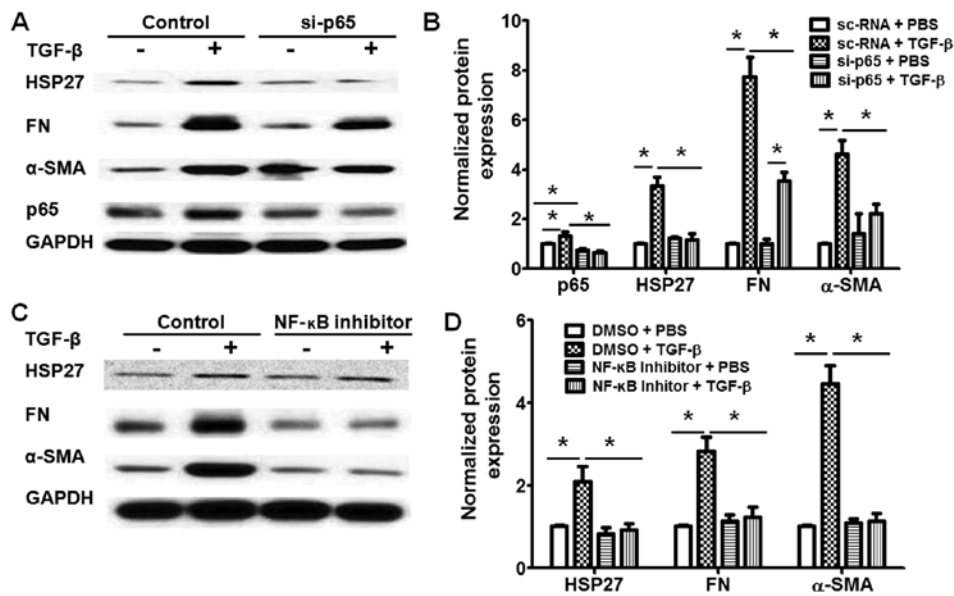 A
Control
si-p65
TGF-β
- + - +
HSP27
FN
α-SMA
p65
GAPDH
B
Normalized protein
expression
10
8
6
4
2
0
sc-RNA + PBS
sc-RNA + TGF-β
si-p65 + PBS
si-p65 + TGF-β
* * * * * * * * * *
p65 HSP27 FN α-SMA
C
Control
NF-κB inhibitor
TGF-β
- + - +
HSP27
FN
α-SMA
GAPDH
D
Normalized protein
expression
6
4
2
0
DMSO + PBS
DMSO + TGF-β
NF-κB Inhibitor + PBS
NF-κB Inhitor + TGF-β
* * * * * *
HSP27 FN α-SMA